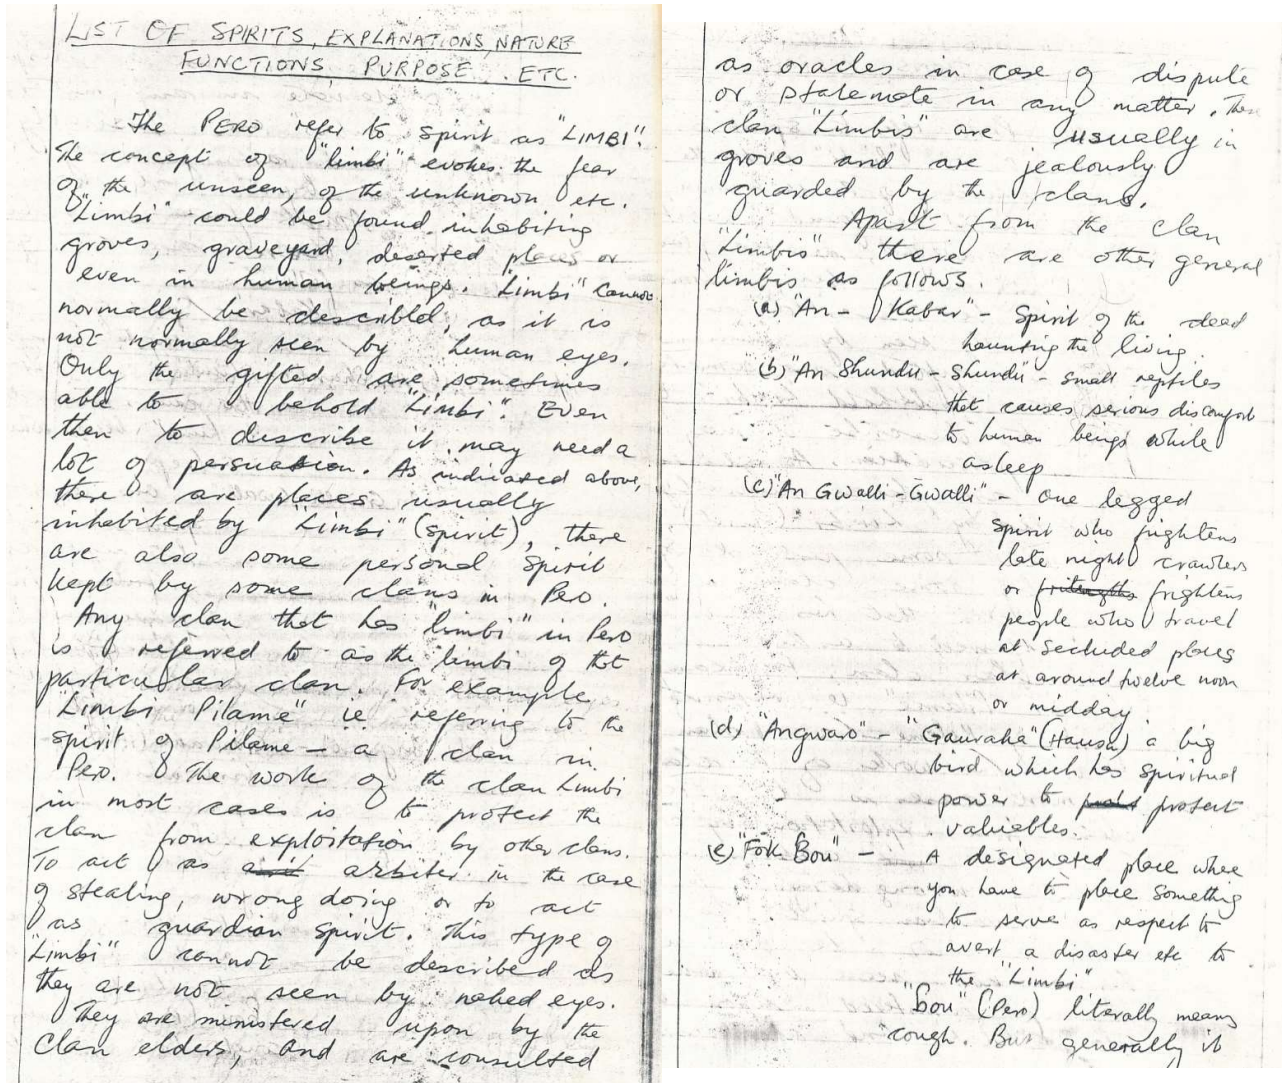 LIST OF SPIRITS, EXPLANATIONS, NATURE
FUNCTIONS, PURPOSE. ETC.
The PERO refer to spirit as "LIMBI".
The concept of "limbi" evokes the fear
of the unseen, of the unknown etc.
"Limbi" could be found inhabiting
groves, graveyard, deserted places or
even in human beings. "Limbi" cannot
normally be described, as it is
not normally seen by human eyes.
Only the gifted are sometimes
able to behold "Limbi". Even
then to describe it may need a
lot of persuasion. As indicated above,
there are places usually
inhabited by "Limbi" (spirit), there
are also some personal spirit
kept by some clans in Pero.
Any clan that has "limbi" in Pero
is referred to as the limbi of that
particular clan. For example
"Limbi Pilame" ie referring to the
spirit of Pilame - a clan in
Pero. The work of the clan Limbi
in most cases is to protect the
clan from exploitation by other clans.
To act as arbiter in the case
of stealing, wrong doing or to act
as guardian spirit. This type of
"Limbi" cannot be described as
they are not seen by naked eyes.
They are ministered upon by the
clan elders, and are consulted
as oracles in case of dispute
or stalemate in any matter. These
clan "Limbis" are usually in
groves and are jealously
guarded by the clans.
Apart from the clan
"Limbis" there are other general
limbis as follows.
(a) "An-Kabar" - Spirit of the dead
haunting the living.
(b) "An Shundu-Shundu" - small reptiles
that causes serious discomfort
to human beings while
asleep
(c) "An Gwalli-Gwalli" - one legged
spirit who frightens
late night crawlers
or frightens
people who travel
at secluded places
at around twelve noon
or midday
(d) "Angwaro" - "Gauraka" (Hausa) a big
bird which has spiritual
power to protect
valuables.
(e) "Fok Bou" - A designated place where
you have to place something
to serve as respect to
avert a disaster etc to
the "Limbi"
"bou" (Pero) literally means
"cough. But generally it